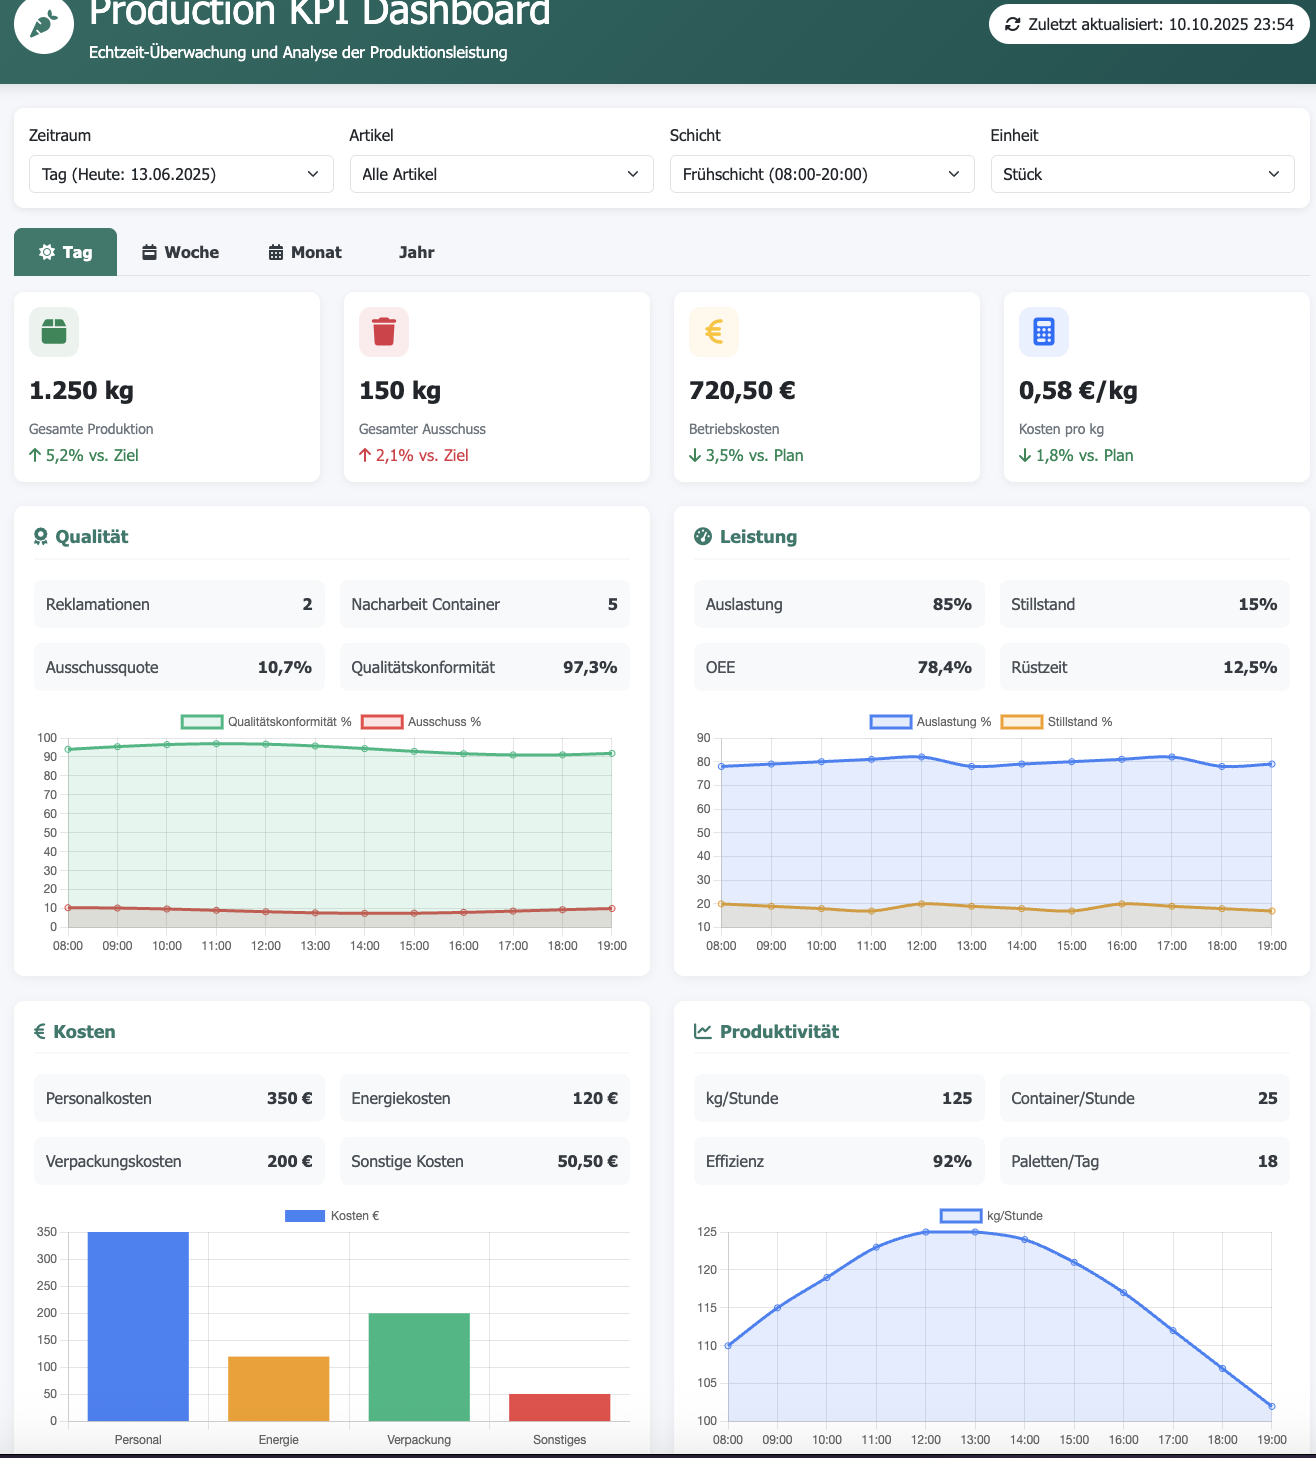 Production KPI Dashboard
Echtzeit-Überwachung und Analyse der Produktionsleistung
Zuletzt aktualisiert: 10.10.2025 23:54
Zeitraum
Tag (Heute: 13.06.2025)
Artikel
Alle Artikel
Schicht
Frühschicht (08:00-20:00)
Einheit
Stück
Tag
Woche
Monat
Jahr
1.250 kg
Gesamte Produktion
↑ 5,2% vs. Ziel
150 kg
Gesamter Ausschuss
↑ 2,1% vs. Ziel
€
720,50 €
Betriebskosten
↓ 3,5% vs. Plan
0,58 €/kg
Kosten pro kg
↓ 1,8% vs. Plan
Qualität
Reklamationen 2
Nacharbeit Container 5
Ausschussquote 10,7%
Qualitätskonformität 97,3%
Qualitätskonformität % Ausschuss %
100
90
80
70
60
50
40
30
20
10
0
08:00 09:00 10:00 11:00 12:00 13:00 14:00 15:00 16:00 17:00 18:00 19:00
Leistung
Auslastung 85%
Stillstand 15%
OEE 78,4%
Rüstzeit 12,5%
Auslastung % Stillstand %
90
80
70
60
50
40
30
20
10
08:00 09:00 10:00 11:00 12:00 13:00 14:00 15:00 16:00 17:00 18:00 19:00
€ Kosten
Personalkosten 350 €
Energiekosten 120 €
Verpackungskosten 200 €
Sonstige Kosten 50,50 €
Kosten €
350
300
250
200
150
100
50
0
Personal Energie Verpackung Sonstiges
Produktivität
kg/Stunde 125
Container/Stunde 25
Effizienz 92%
Paletten/Tag 18
kg/Stunde
125
120
115
110
105
100
08:00 09:00 10:00 11:00 12:00 13:00 14:00 15:00 16:00 17:00 18:00 19:00